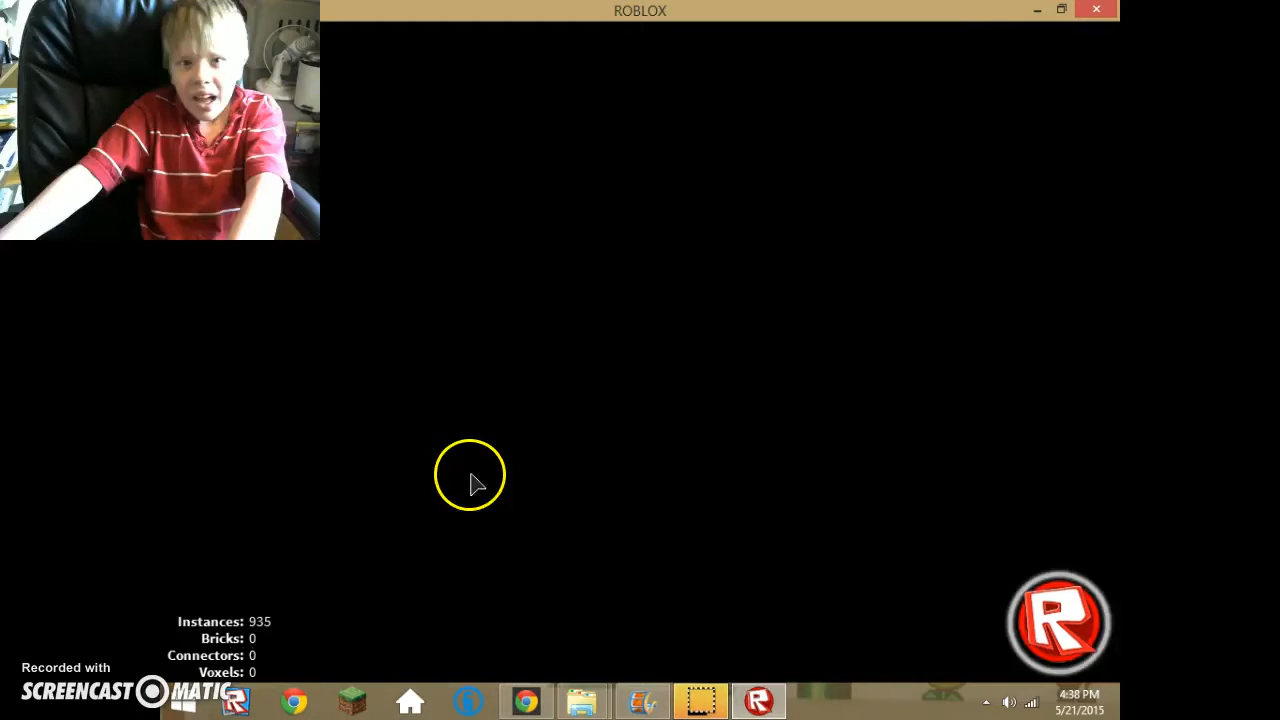 ROBLOX
Instances: 935
Bricks: 0
Connectors: 0
Voxels: 0
Recorded with
SCREENCAST MATIC
4:38 PM
5/21/2015